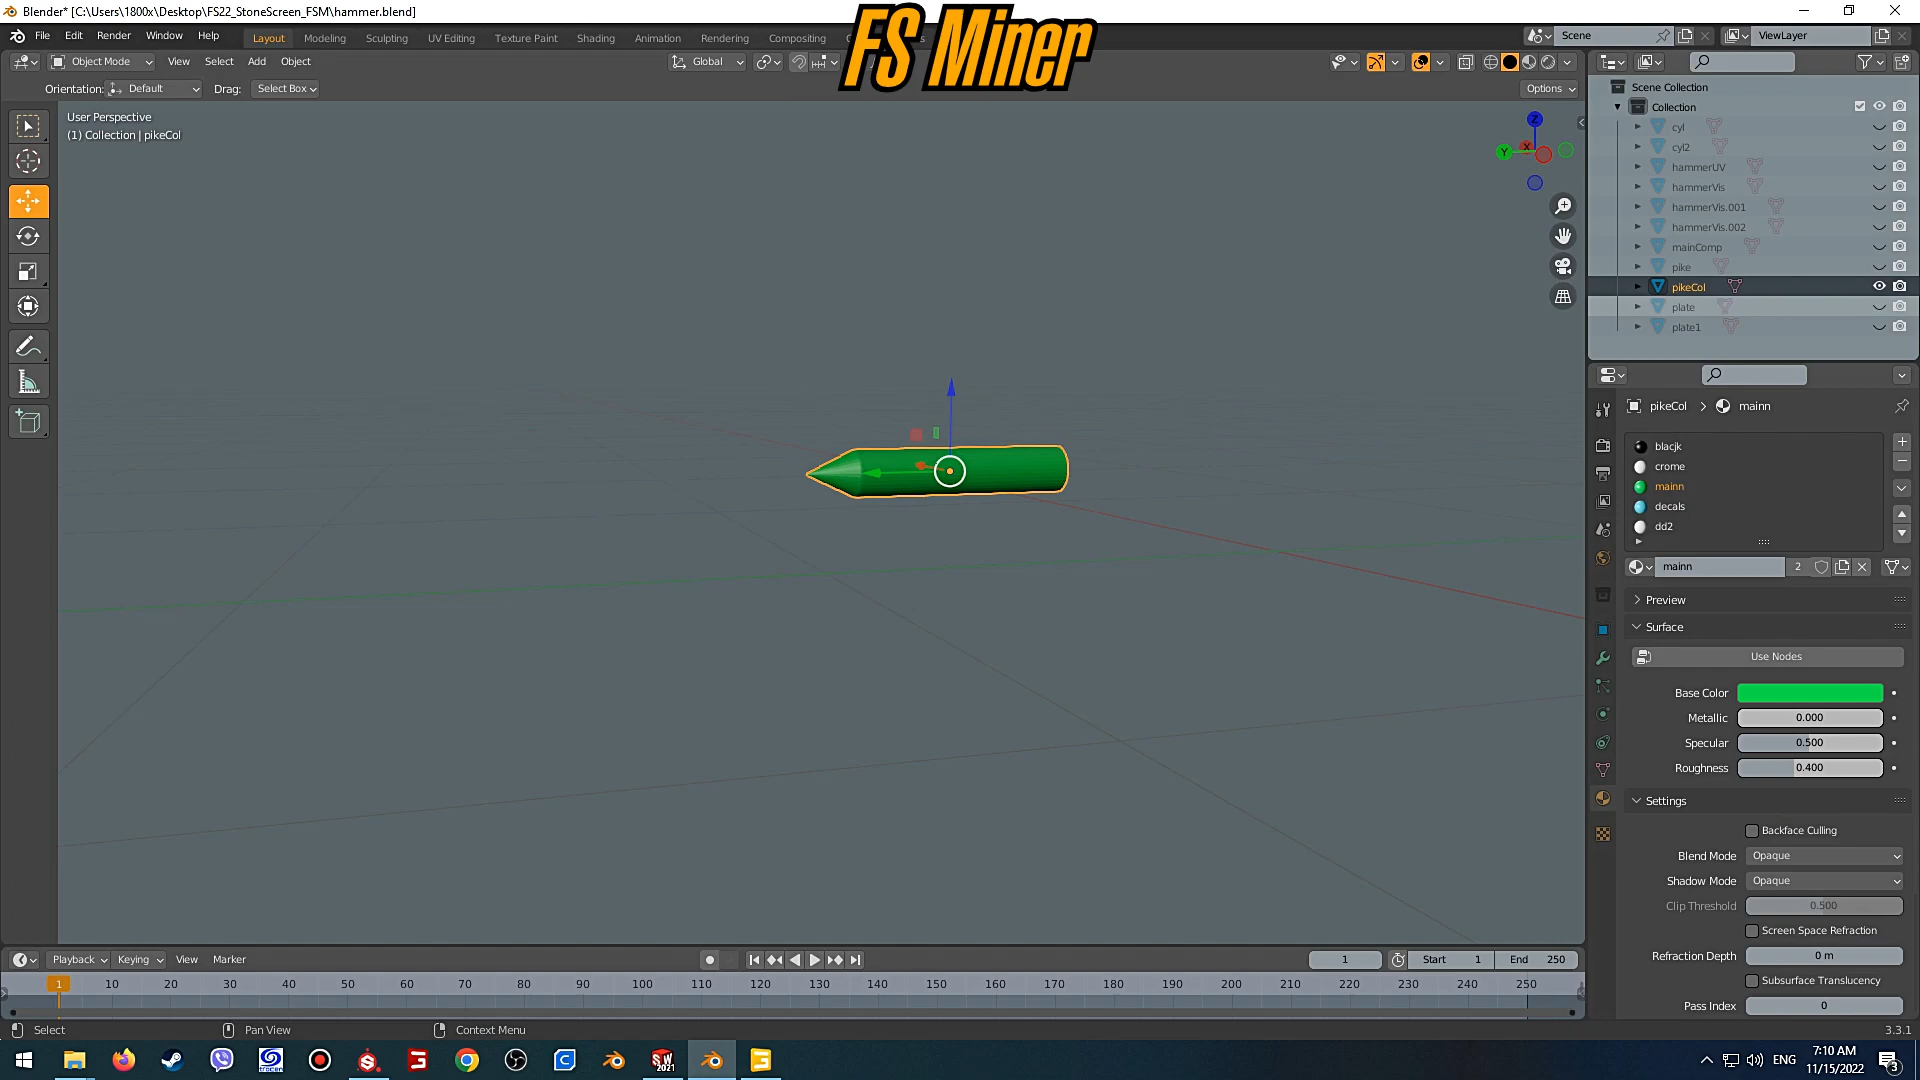 Blender* [C:\Users\1800x\Desktop\FS22_StoneScreen_FSM\hammer.blend]
File Edit Render Window Help Layout Modeling Sculpting UV Editing Texture Paint Shading Animation Rendering Compositing
FS Miner
Scene ViewLayer
Object Mode View Select Add Object Global
Orientation: Default Drag: Select Box Options
User Perspective
(1) Collection | pikeCol
Z
Y
X
Scene Collection
Collection
cyl
cyl2
hammerUV
hammerVis
hammerVis.001
hammerVis.002
mainComp
pike
pikeCol
plate
plate1
pikeCol > mainn
blacjk
crome
mainn
decals
dd2
mainn 2
Preview
Surface
Use Nodes
Base Color
Metallic 0.000
Specular 0.500
Roughness 0.400
Settings
Backface Culling
Blend Mode Opaque
Shadow Mode Opaque
Clip Threshold 0.500
Screen Space Refraction
Refraction Depth 0 m
Subsurface Translucency
Pass Index 0
Playback Keying View Marker 1 Start 1 End 250
1 10 20 30 40 50 60 70 80 90 100 110 120 130 140 150 160 170 180 190 200 210 220 230 240 250
Select Pan View Context Menu 3.3.1
SW 2021
ENG
7:10 AM
11/15/2022
3